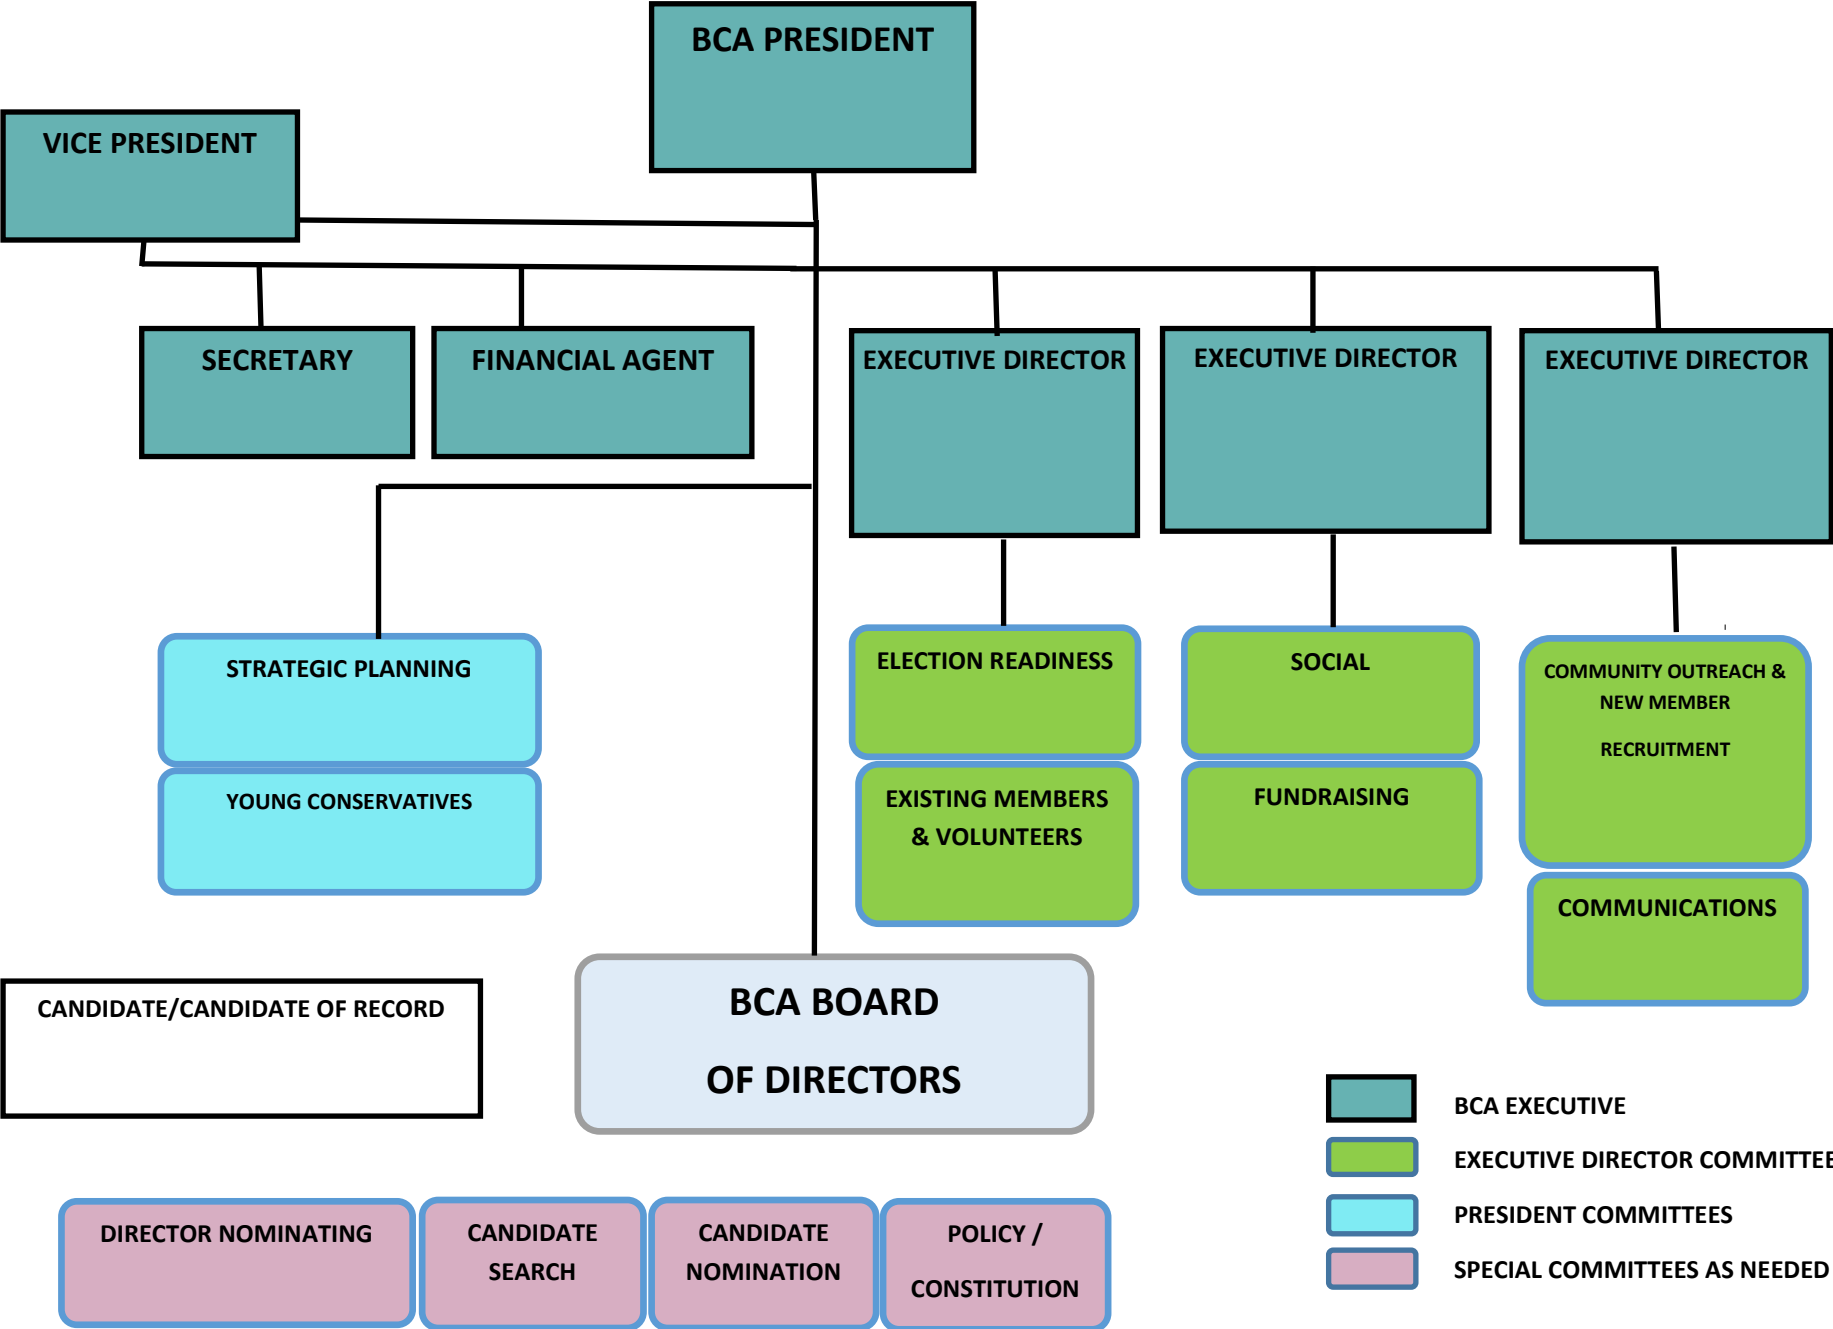 BCA PRESIDENT
VICE PRESIDENT
SECRETARY
FINANCIAL AGENT
EXECUTIVE DIRECTOR
EXECUTIVE DIRECTOR
EXECUTIVE DIRECTOR
STRATEGIC PLANNING
YOUNG CONSERVATIVES
ELECTION READINESS
EXISTING MEMBERS
& VOLUNTEERS
SOCIAL
FUNDRAISING
COMMUNITY OUTREACH &
NEW MEMBER
RECRUITMENT
COMMUNICATIONS
CANDIDATE/CANDIDATE OF RECORD
BCA BOARD
OF DIRECTORS
BCA EXECUTIVE
EXECUTIVE DIRECTOR COMMITTEE
PRESIDENT COMMITTEES
SPECIAL COMMITTEES AS NEEDED
DIRECTOR NOMINATING
CANDIDATE
SEARCH
CANDIDATE
NOMINATION
POLICY /
CONSTITUTION